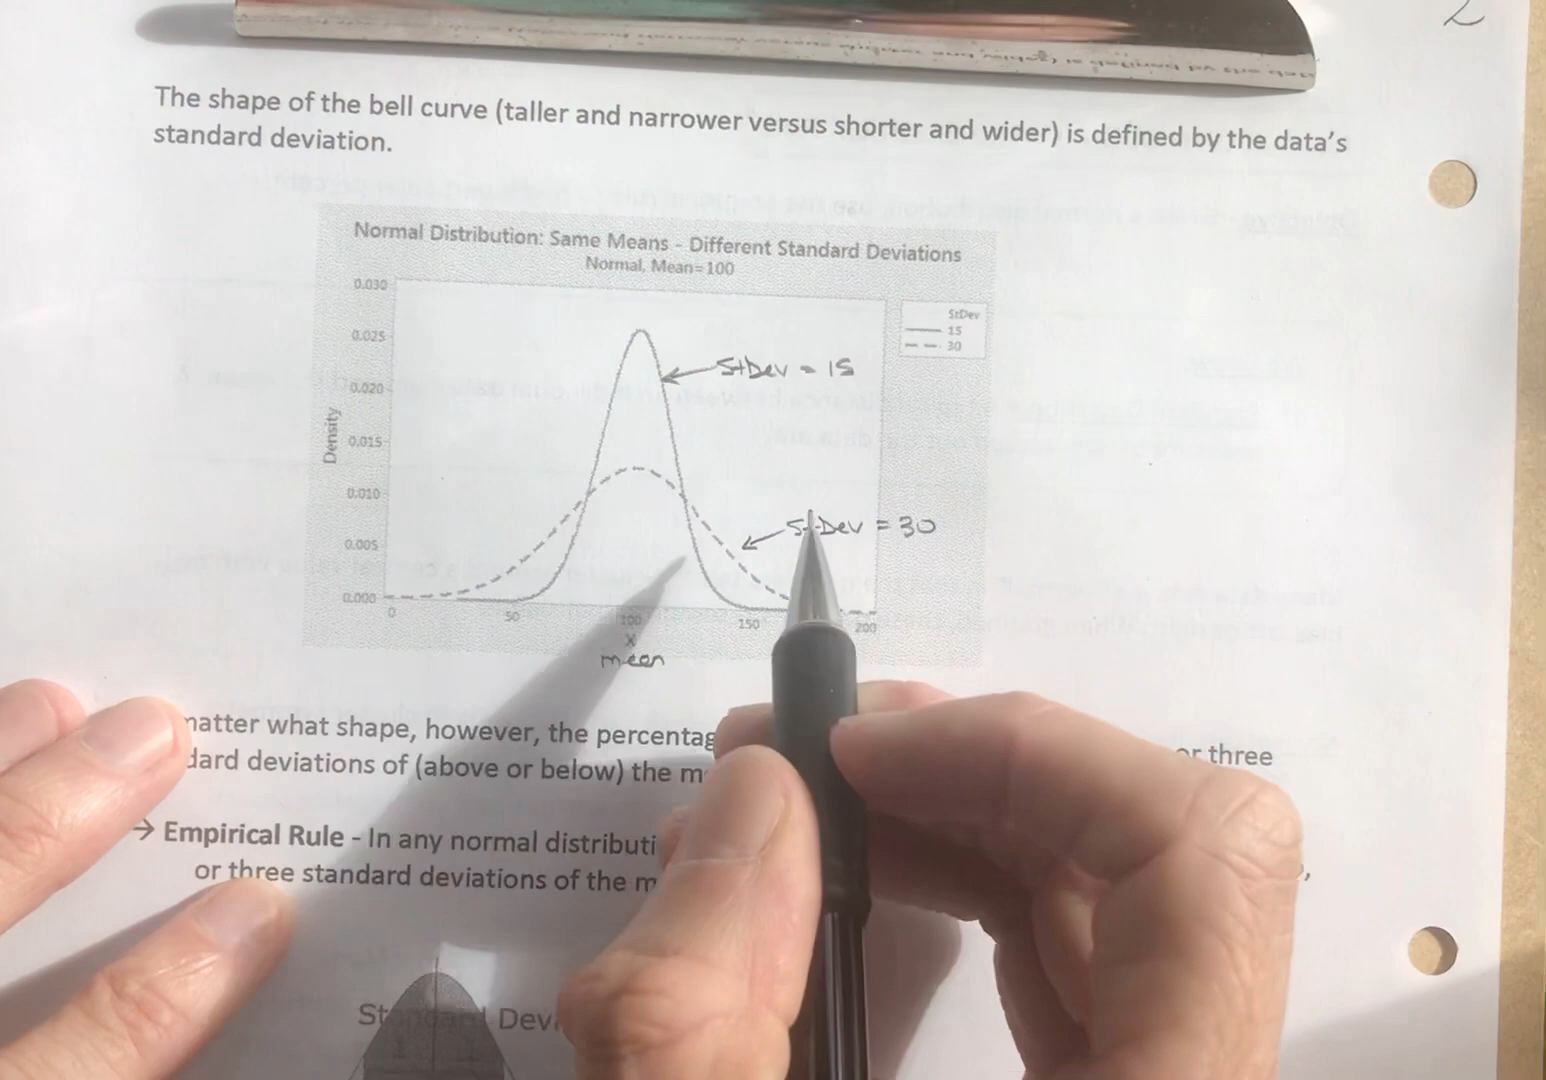 The shape of the bell curve (taller and narrower versus shorter and wider) is defined by the data's
standard deviation.
Normal Distribution: Same Means - Different Standard Deviations
Normal, Mean=100
0.030
0.025
0.020
0.015
0.010
0.005
0.000
Density
StDev
15
30
StDev = 15
StDev = 30
0 50 100 150 200
X
mean
matter what shape, however, the percentag
or three
dard deviations of (above or below) the m
→ Empirical Rule - In any normal distributi
or three standard deviations of the m
Standard Devi